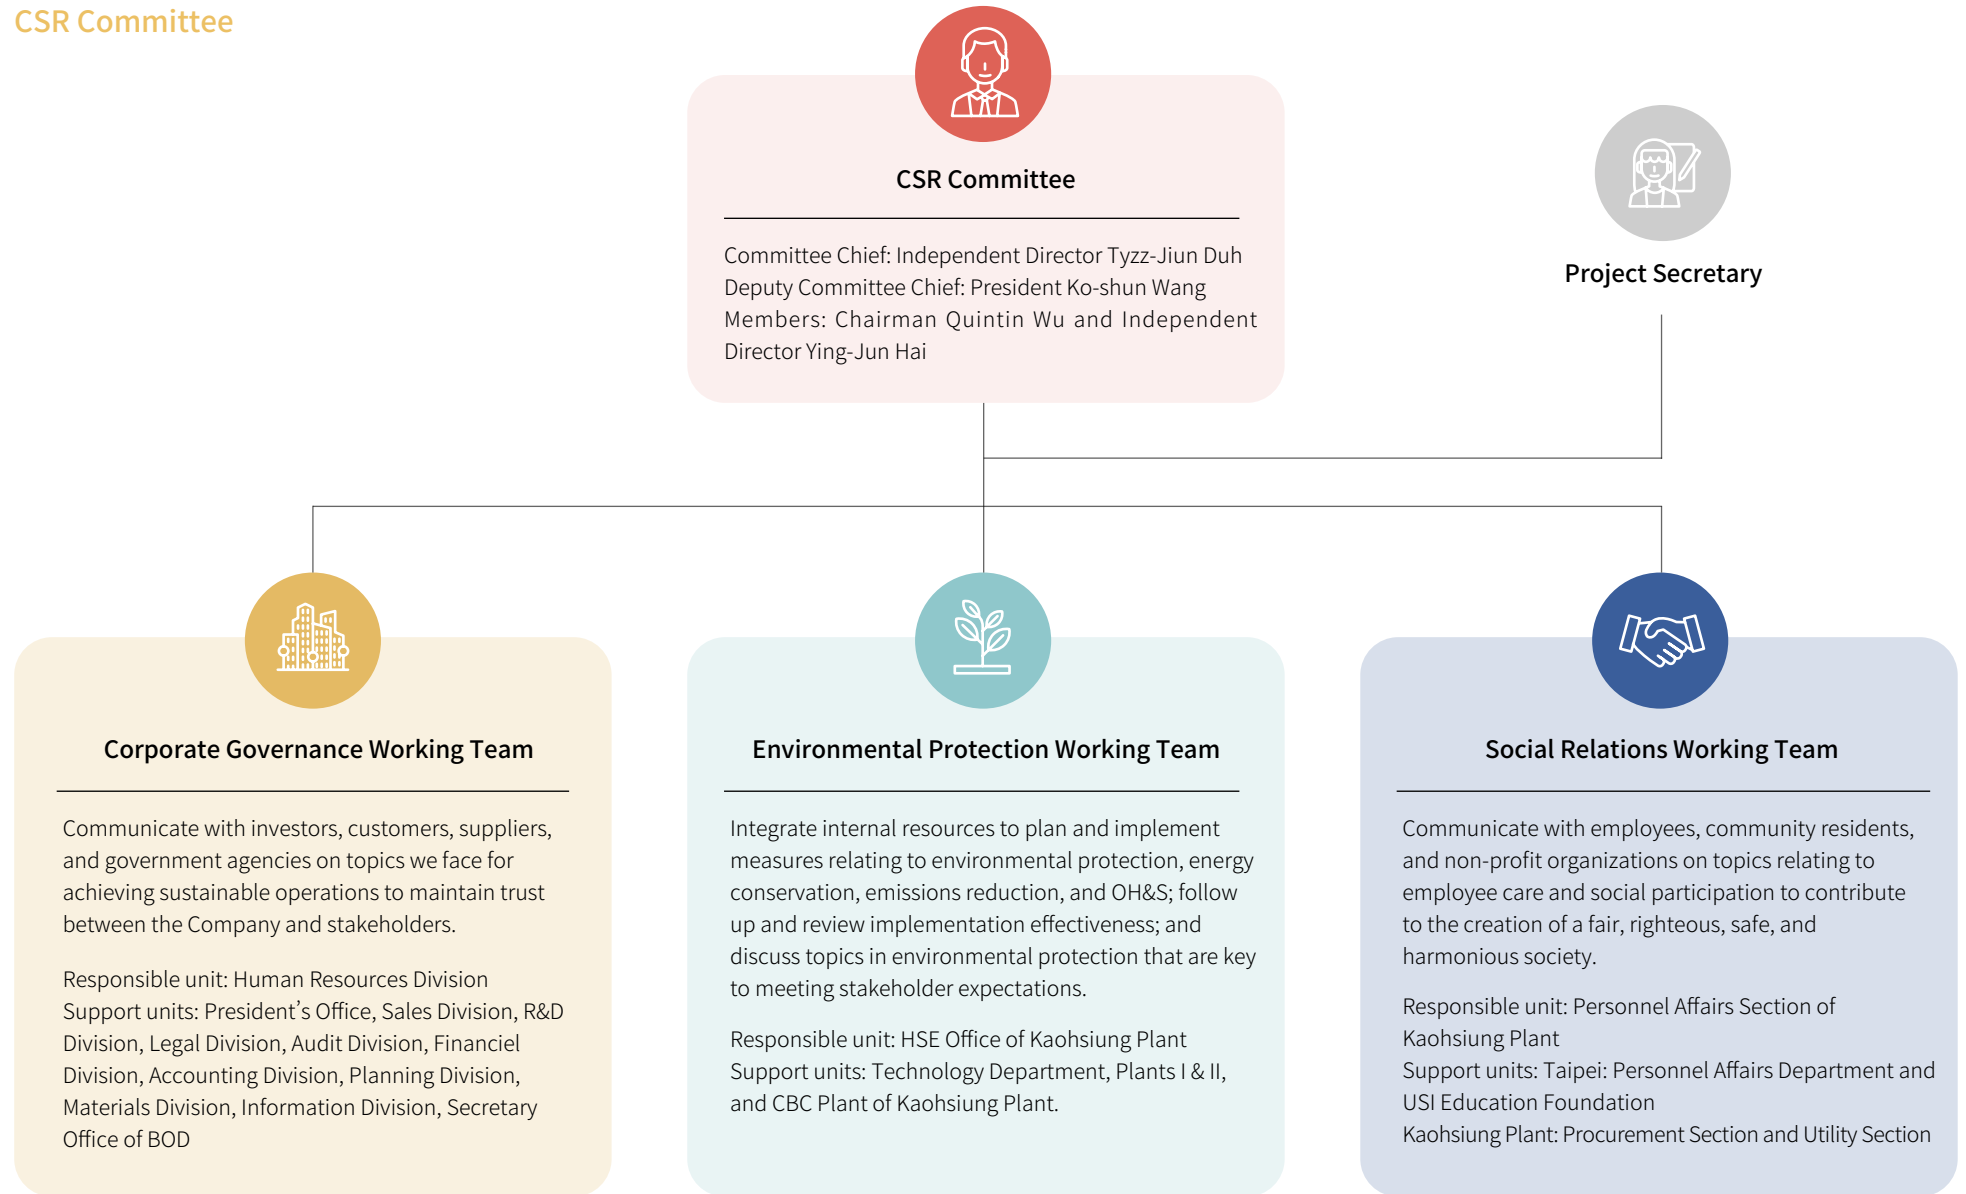 CSR Committee
CSR Committee
Committee Chief: Independent Director Tyzz-Jiun Duh
Deputy Committee Chief: President Ko-shun Wang
Members: Chairman Quintin Wu and Independent
Director Ying-Jun Hai
Project Secretary
Corporate Governance Working Team
Communicate with investors, customers, suppliers,
and government agencies on topics we face for
achieving sustainable operations to maintain trust
between the Company and stakeholders.
Responsible unit: Human Resources Division
Support units: President’s Office, Sales Division, R&D
Division, Legal Division, Audit Division, Financiel
Division, Accounting Division, Planning Division,
Materials Division, Information Division, Secretary
Office of BOD
Environmental Protection Working Team
Integrate internal resources to plan and implement
measures relating to environmental protection, energy
conservation, emissions reduction, and OH&S; follow
up and review implementation effectiveness; and
discuss topics in environmental protection that are key
to meeting stakeholder expectations.
Responsible unit: HSE Office of Kaohsiung Plant
Support units: Technology Department, Plants I & II,
and CBC Plant of Kaohsiung Plant.
Social Relations Working Team
Communicate with employees, community residents,
and non-profit organizations on topics relating to
employee care and social participation to contribute
to the creation of a fair, righteous, safe, and
harmonious society.
Responsible unit: Personnel Affairs Section of
Kaohsiung Plant
Support units: Taipei: Personnel Affairs Department and
USI Education Foundation
Kaohsiung Plant: Procurement Section and Utility Section